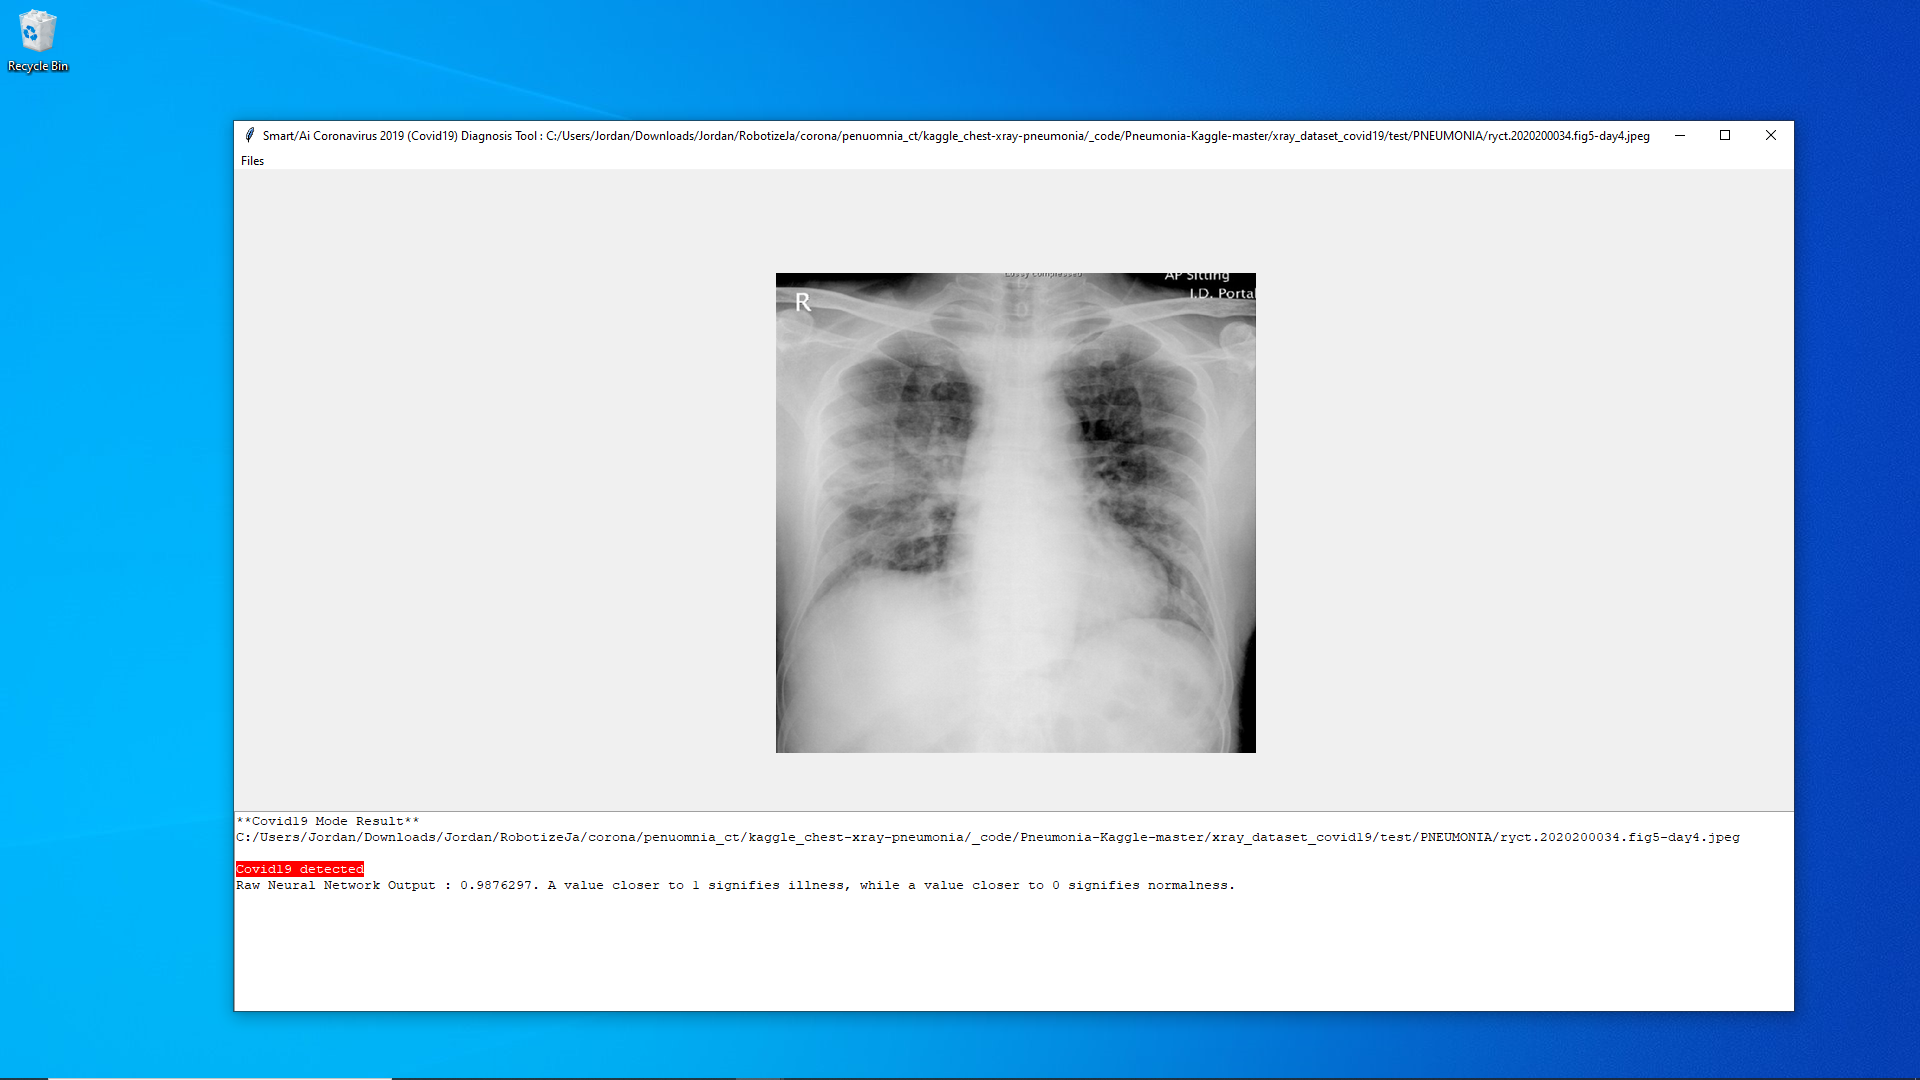 Recycle Bin
Smart/Ai Coronavirus 2019 (Covid19) Diagnosis Tool : C:/Users/Jordan/Downloads/Jordan/RobotizeJa/corona/penuomnia_ct/kaggle_chest-xray-pneumonia/_code/Pneumonia-Kaggle-master/xray_dataset_covid19/test/PNEUMONIA/ryct.2020200034.fig5-day4.jpeg
Files
Lossy compressed
AP Sitting
I.D. Portal
R
**Covid19 Mode Result**
C:/Users/Jordan/Downloads/Jordan/RobotizeJa/corona/penuomnia_ct/kaggle_chest-xray-pneumonia/_code/Pneumonia-Kaggle-master/xray_dataset_covid19/test/PNEUMONIA/ryct.2020200034.fig5-day4.jpeg
Covid19 detected
Raw Neural Network Output : 0.9876297. A value closer to 1 signifies illness, while a value closer to 0 signifies normalness.